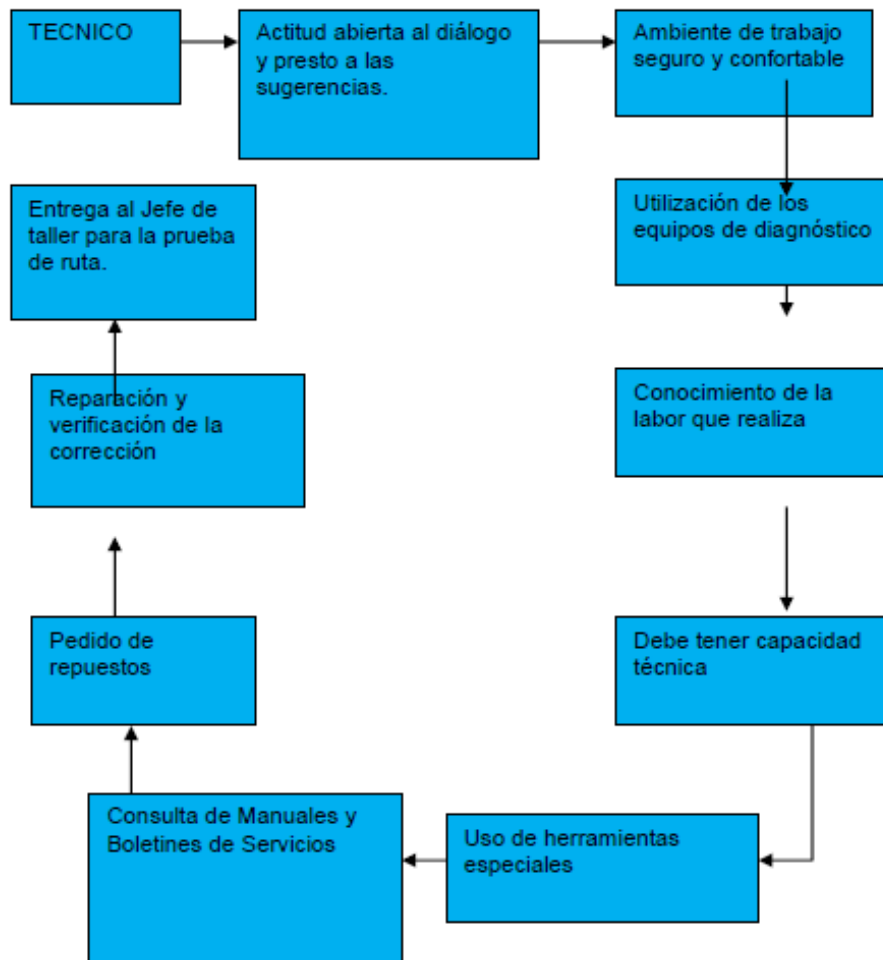 TECNICO
Actitud abierta al diálogo
y presto a las
sugerencias.
Ambiente de trabajo
seguro y confortable
Utilización de los
equipos de diagnóstico
Conocimiento de la
labor que realiza
Debe tener capacidad
técnica
Uso de herramientas
especiales
Consulta de Manuales y
Boletines de Servicios
Pedido de
repuestos
Reparación y
verificación de la
corrección
Entrega al Jefe de
taller para la prueba
de ruta.